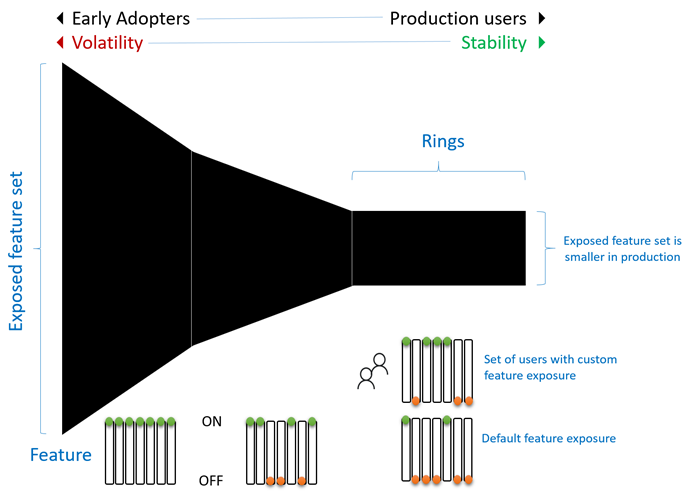 Early Adopters
Production users
Volatility
Stability
Rings
Exposed feature set
Exposed feature set is
smaller in production
Set of users with custom
feature exposure
ON
Default feature exposure
Feature
OFF